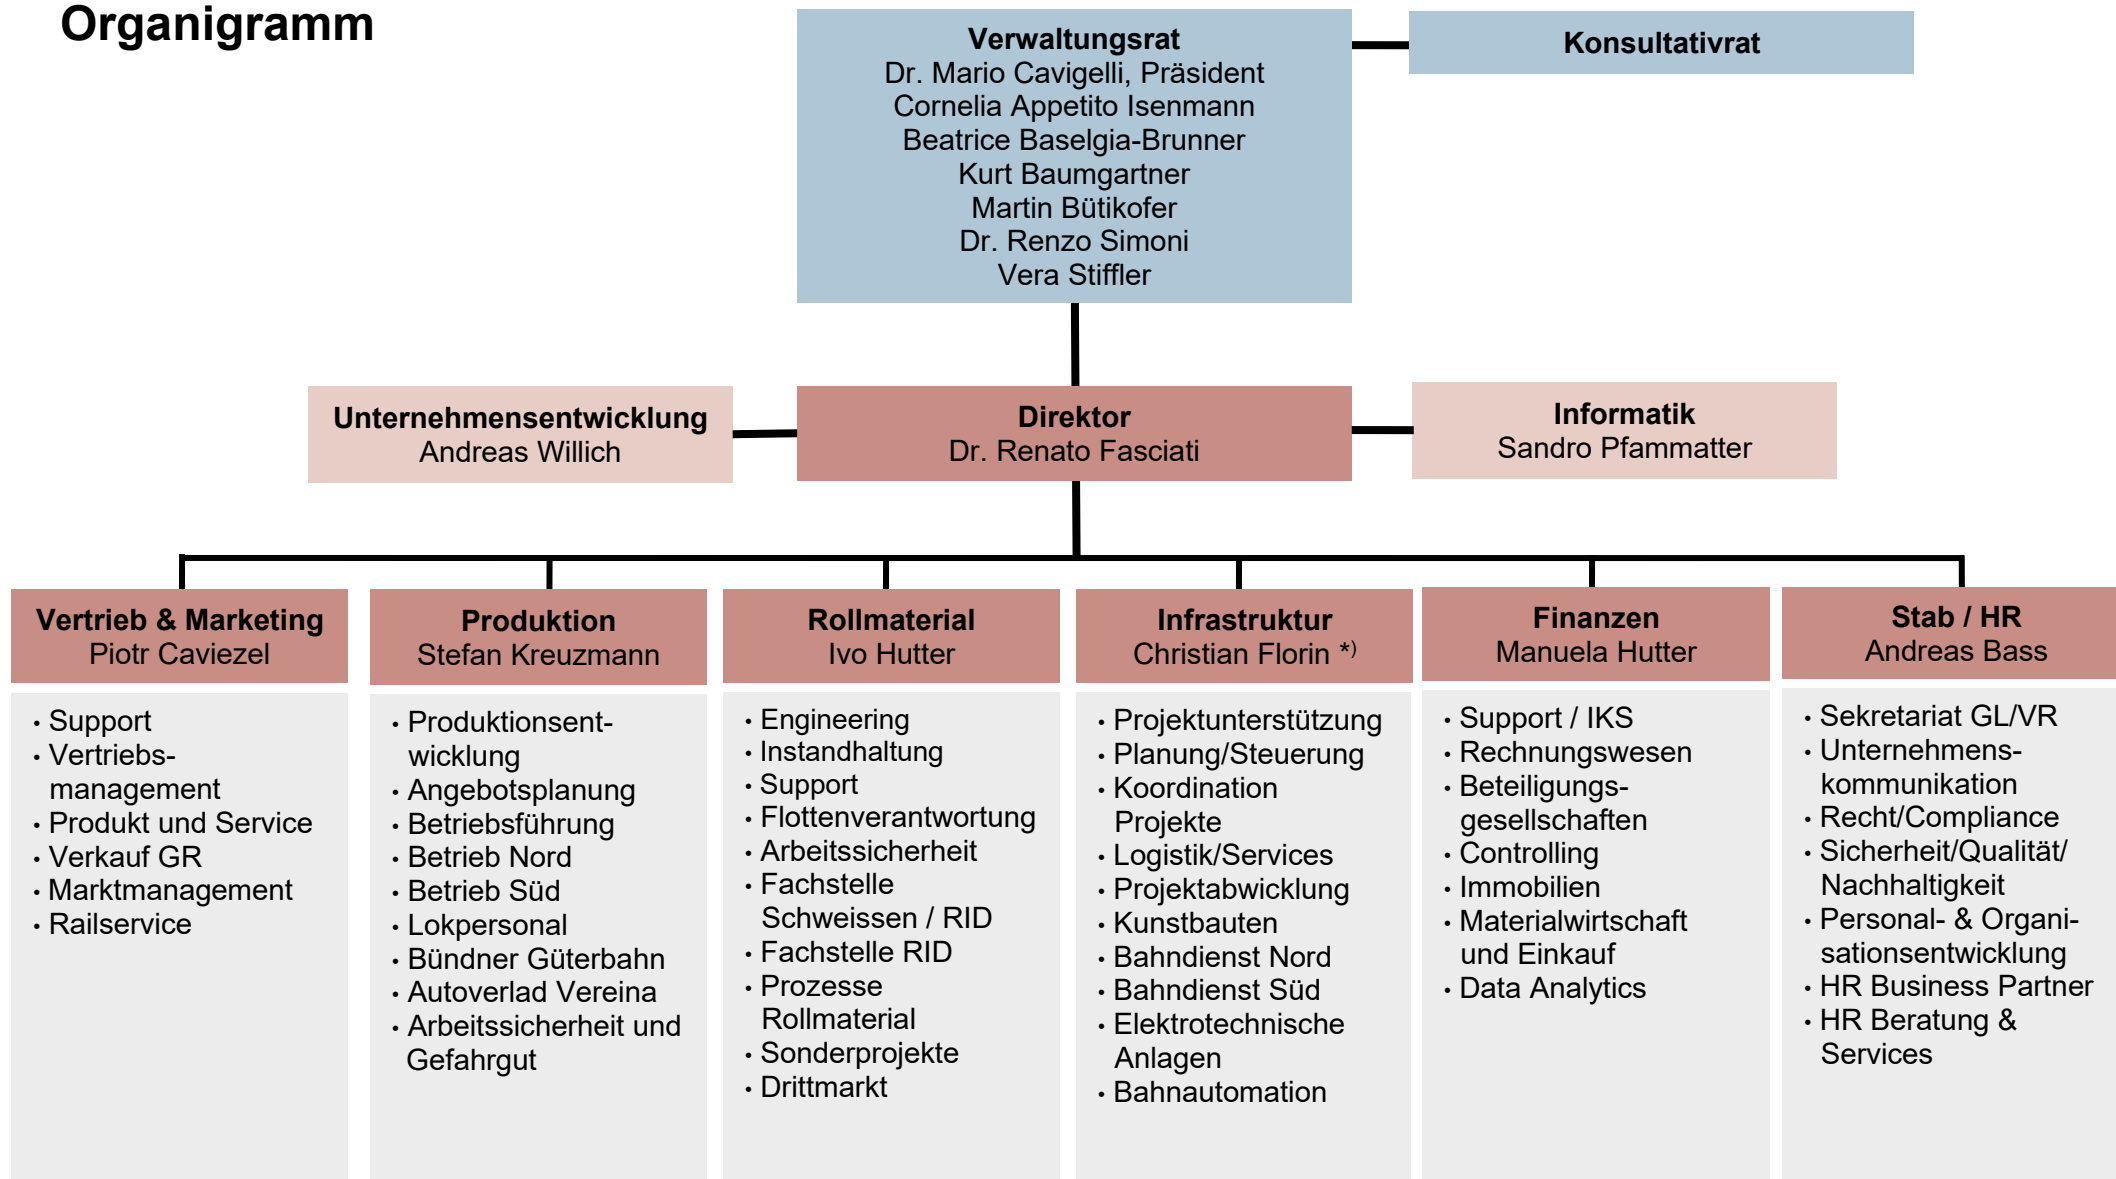 Organigramm
Verwaltungsrat
Dr. Mario Cavigelli, Präsident
Cornelia Appetito Isenmann
Beatrice Baselgia-Brunner
Kurt Baumgartner
Martin Bütikofer
Dr. Renzo Simoni
Vera Stiffler
Konsultativrat
Unternehmensentwicklung
Andreas Willich
Direktor
Dr. Renato Fasciati
Informatik
Sandro Pfammatter
Vertrieb & Marketing
Piotr Caviezel
• Support
• Vertriebs-
management
• Produkt und Service
• Verkauf GR
• Marktmanagement
• Railservice
Produktion
Stefan Kreuzmann
• Produktionsent-
wicklung
• Angebotsplanung
• Betriebsführung
• Betrieb Nord
• Betrieb Süd
• Lokpersonal
• Bündner Güterbahn
• Autoverlad Vereina
• Arbeitssicherheit und
Gefahrgut
Rollmaterial
Ivo Hutter
• Engineering
• Instandhaltung
• Support
• Flottenverantwortung
• Arbeitssicherheit
• Fachstelle
Schweissen / RID
• Fachstelle RID
• Prozesse
Rollmaterial
• Sonderprojekte
• Drittmarkt
Infrastruktur
Christian Florin *)
• Projektunterstützung
• Planung/Steuerung
• Koordination
Projekte
• Logistik/Services
• Projektabwicklung
• Kunstbauten
• Bahndienst Nord
• Bahndienst Süd
• Elektrotechnische
Anlagen
• Bahnautomation
Finanzen
Manuela Hutter
• Support / IKS
• Rechnungswesen
• Beteiligungs-
gesellschaften
• Controlling
• Immobilien
• Materialwirtschaft
und Einkauf
• Data Analytics
Stab / HR
Andreas Bass
• Sekretariat GL/VR
• Unternehmens-
kommunikation
• Recht/Compliance
• Sicherheit/Qualität/
Nachhaltigkeit
• Personal- & Organi-
sationsentwicklung
• HR Business Partner
• HR Beratung &
Services